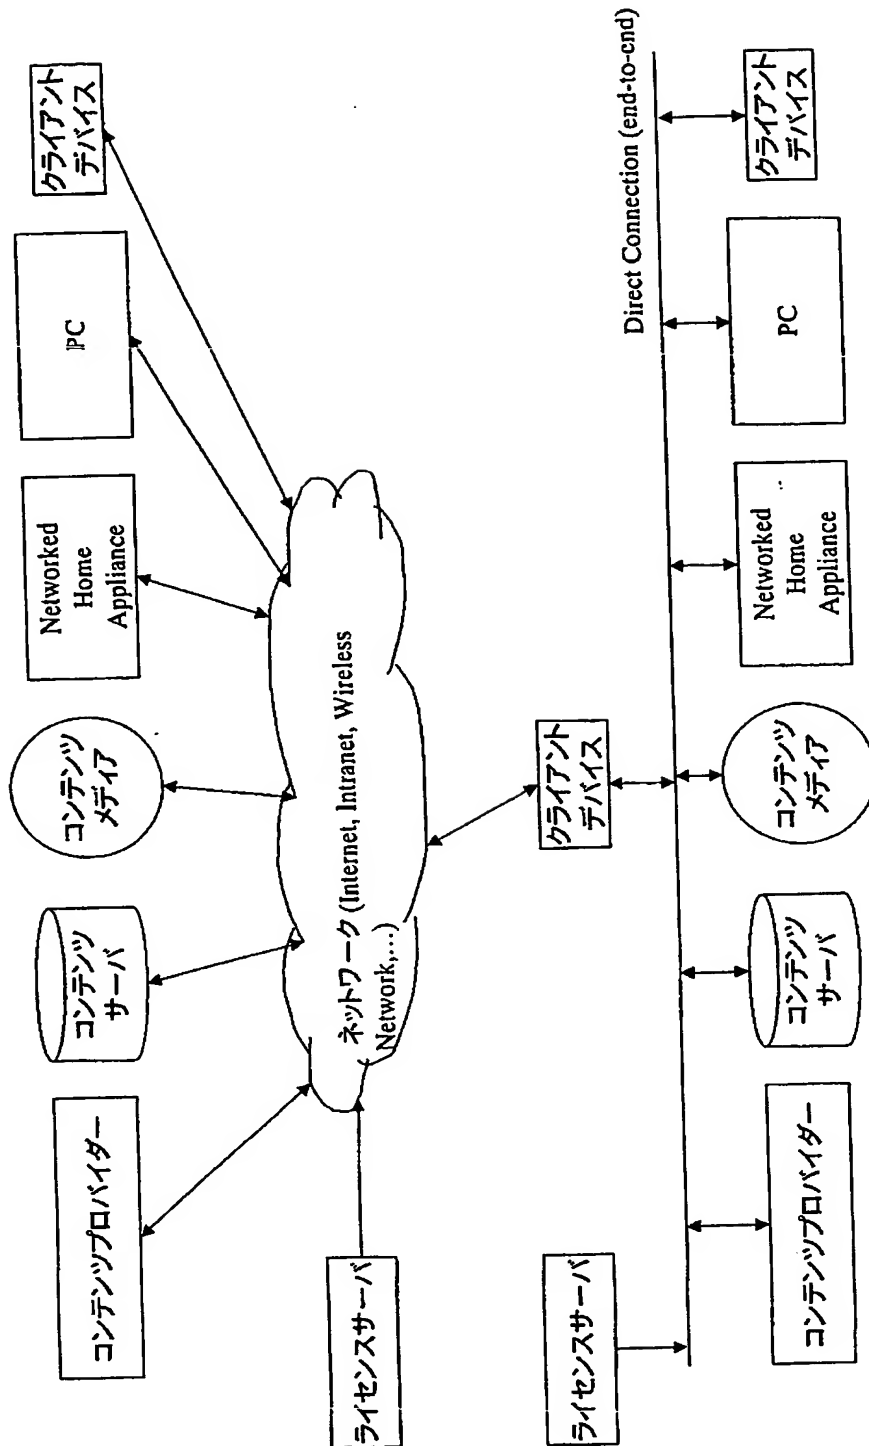 コンテンツプロバイダー
コンテンツ
サーバ
コンテンツ
メディア
Networked
Home
Appliance
PC
クライアント
デバイス
ライセンスサーバ
ネットワーク (Internet, Intranet, Wireless
Network,...)
クライアント
デバイス
ライセンスサーバ
Direct Connection (end-to-end)
コンテンツプロバイダー
コンテンツ
サーバ
コンテンツ
メディア
Networked
Home
Appliance
PC
クライアント
デバイス